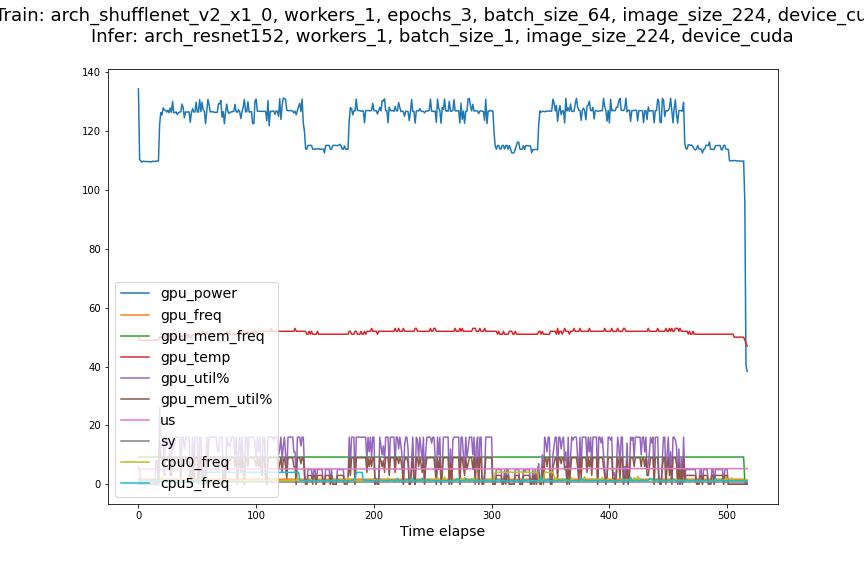 Train: arch_shufflenet_v2_x1_0, workers_1, epochs_3, batch_size_64, image_size_224, device_cu
Infer: arch_resnet152, workers_1, batch_size_1, image_size_224, device_cuda
140
120
100
80
60
40
20
0
gpu_power
gpu_freq
gpu_mem_freq
gpu_temp
gpu_util%
gpu_mem_util%
us
sy
cpu0_freq
cpu5_freq
0 100 200 300 400 500
Time elapse